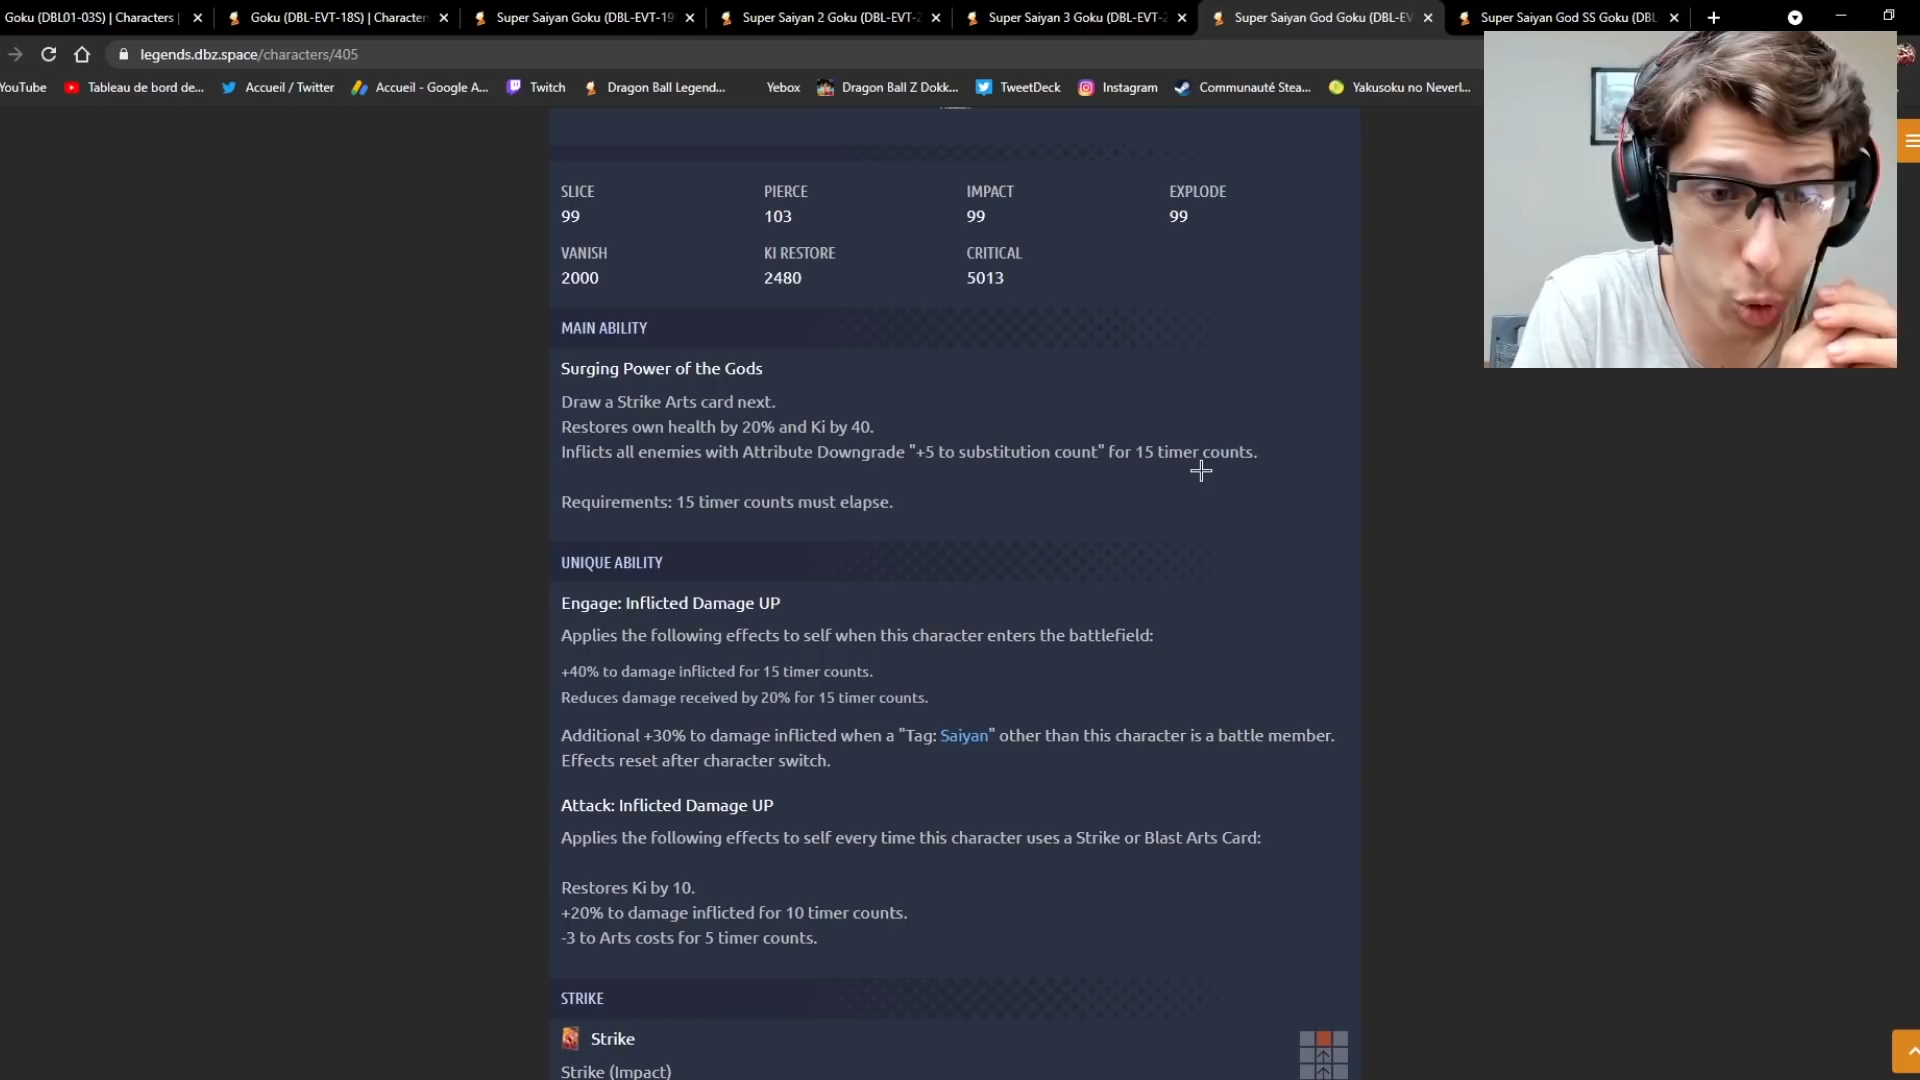 Goku (DBL01-03S) | Characters |
Goku (DBL-EVT-18S) | Character
Super Saiyan Goku (DBL-EVT-19
Super Saiyan 2 Goku (DBL-EVT-2
Super Saiyan 3 Goku (DBL-EVT-2
Super Saiyan God Goku (DBL-EV
Super Saiyan God SS Goku (DBL
legends.dbz.space/characters/405
YouTube
Tableau de bord de...
Accueil / Twitter
Accueil - Google A...
Twitch
Dragon Ball Legend...
Yebox
Dragon Ball Z Dokk...
TweetDeck
Instagram
Communauté Stea...
Yakusoku no Neverl...
SLICE PIERCE IMPACT EXPLODE
99 103 99 99
VANISH KI RESTORE CRITICAL
2000 2480 5013
MAIN ABILITY
Surging Power of the Gods
Draw a Strike Arts card next.
Restores own health by 20% and Ki by 40.
Inflicts all enemies with Attribute Downgrade "+5 to substitution count" for 15 timer counts.
Requirements: 15 timer counts must elapse.
UNIQUE ABILITY
Engage: Inflicted Damage UP
Applies the following effects to self when this character enters the battlefield:
+40% to damage inflicted for 15 timer counts.
Reduces damage received by 20% for 15 timer counts.
Additional +30% to damage inflicted when a "Tag: Saiyan" other than this character is a battle member.
Effects reset after character switch.
Attack: Inflicted Damage UP
Applies the following effects to self every time this character uses a Strike or Blast Arts Card:
Restores Ki by 10.
+20% to damage inflicted for 10 timer counts.
-3 to Arts costs for 5 timer counts.
STRIKE
Strike
Strike (Impact)